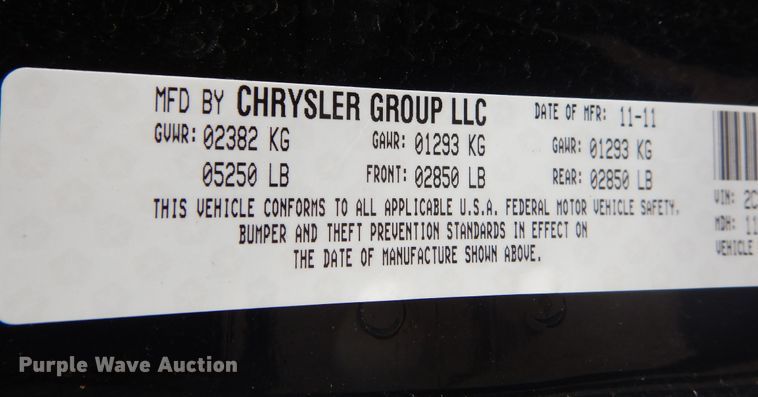 MFD BY CHRYSLER GROUP LLC DATE OF MFR: 11-11
GVWR: 02382 KG GAWR: 01293 KG GAWR: 01293 KG
05250 LB FRONT: 02850 LB REAR: 02850 LB
THIS VEHICLE CONFORMS TO ALL APPLICABLE U.S.A. FEDERAL MOTOR VEHICLE SAFETY,
BUMPER AND THEFT PREVENTION STANDARDS IN EFFECT ON
THE DATE OF MANUFACTURE SHOWN ABOVE.
VIN: 2C
MDH: 11
VEHICLE
Purple Wave Auction